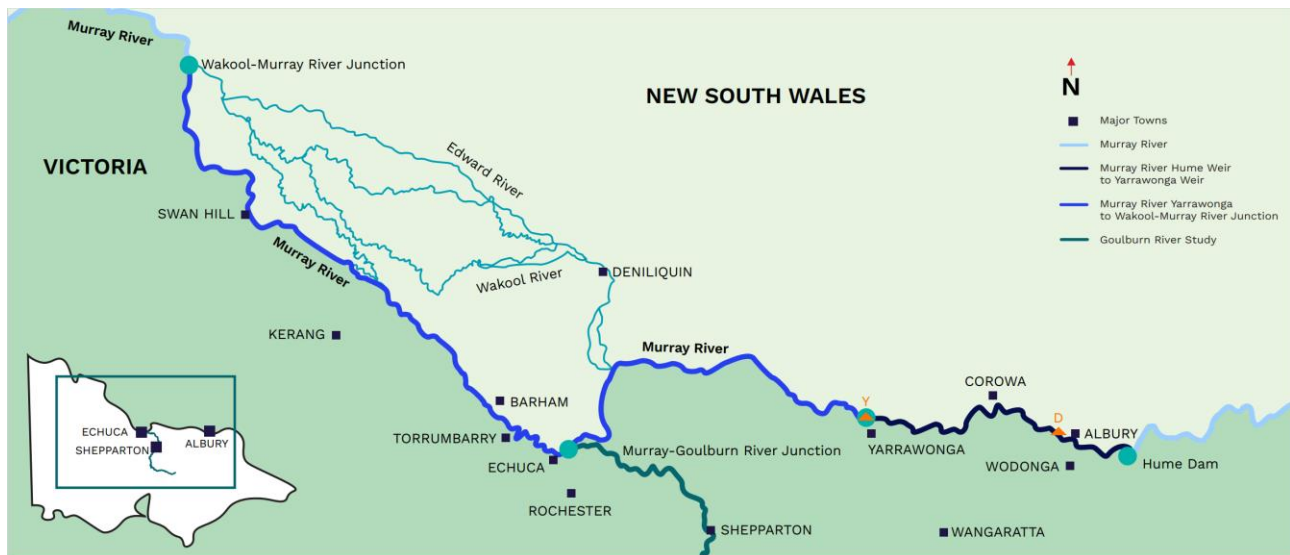 Murray River
Wakool-Murray River Junction
NEW SOUTH WALES
N
Major Towns
Murray River
Murray River Hume Weir
to Yarrawonga Weir
Murray River Yarrawonga
to Wakool-Murray River Junction
Goulburn River Study
VICTORIA
Edward River
SWAN HILL
Murray River
Wakool River
DENILIQUIN
KERANG
Murray River
COROWA
BARHAM
Y
D
TORRUMBARRY
ALBURY
YARRAWONGA
ECHUCA
Murray-Goulburn River Junction
WODONGA
Hume Dam
ROCHESTER
SHEPPARTON
WANGARATTA
ECHUCA
ALBURY
SHEPPARTON